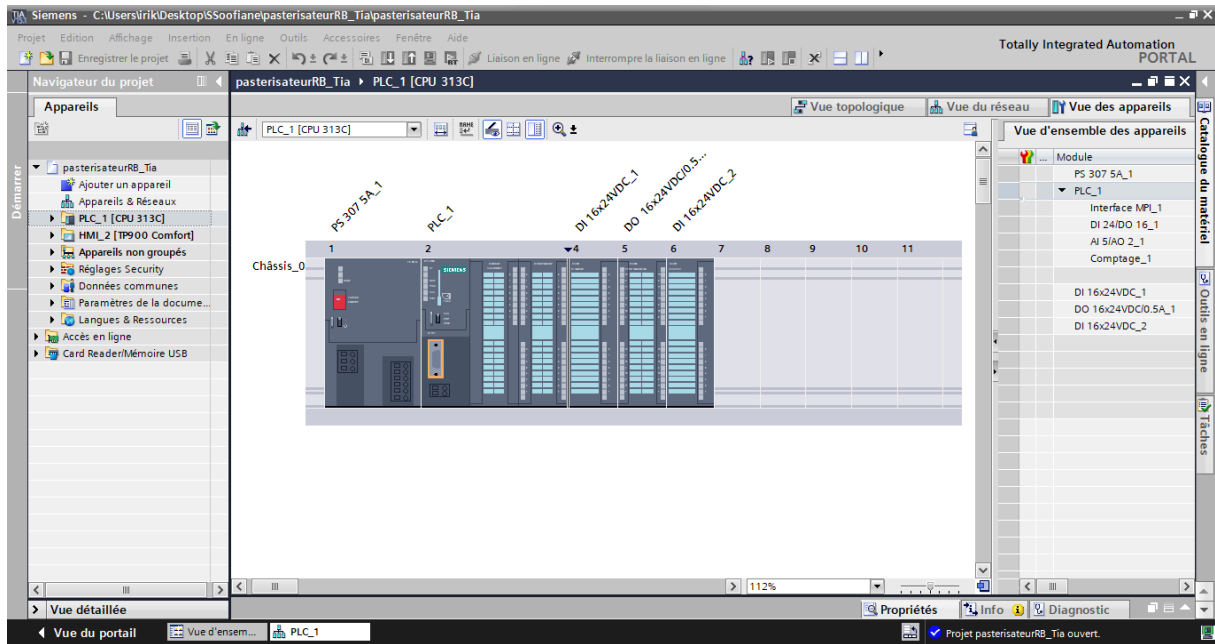 Siemens - C:\Users\irik\Desktop\SSoofiane\pasterisateurRB_Tia\pasterisateurRB_Tia
Projet Edition Affichage Insertion En ligne Outils Accessoires Fenêtre Aide
Totally Integrated Automation
PORTAL
Enregistrer le projet Liaison en ligne Interrompre la liaison en ligne
Navigateur du projet
pasterisateurRB_Tia PLC_1 [CPU 313C]
Appareils
Vue topologique Vue du réseau Vue des appareils
PLC_1 [CPU 313C]
Vue d'ensemble des appareils
Démarrer
pasterisateurRB_Tia
Ajouter un appareil
Appareils & Réseaux
PLC_1 [CPU 313C]
HMI_2 [TP900 Comfort]
Appareils non groupés
Réglages Security
Données communes
Paramètres de la docume...
Langues & Ressources
Accès en ligne
Card Reader/Mémoire USB
PS 307 5A_1
PLC_1
DI 16x24VDC_1
DO 16x24VDC/0.5...
DI 16x24VDC_2
1 2 4 5 6 7 8 9 10 11
Châssis_0
SIEMENS
... Module
PS 307 5A_1
PLC_1
Interface MPI_1
DI 24/DO 16_1
AI 5/AO 2_1
Comptage_1
DI 16x24VDC_1
DO 16x24VDC/0.5A_1
DI 16x24VDC_2
Catalogue du matériel
Outils en ligne
Tâches
112%
Vue détaillée
Propriétés Info Diagnostic
Vue du portail
Vue d'ensem...
PLC_1
Projet pasterisateurRB_Tia ouvert.